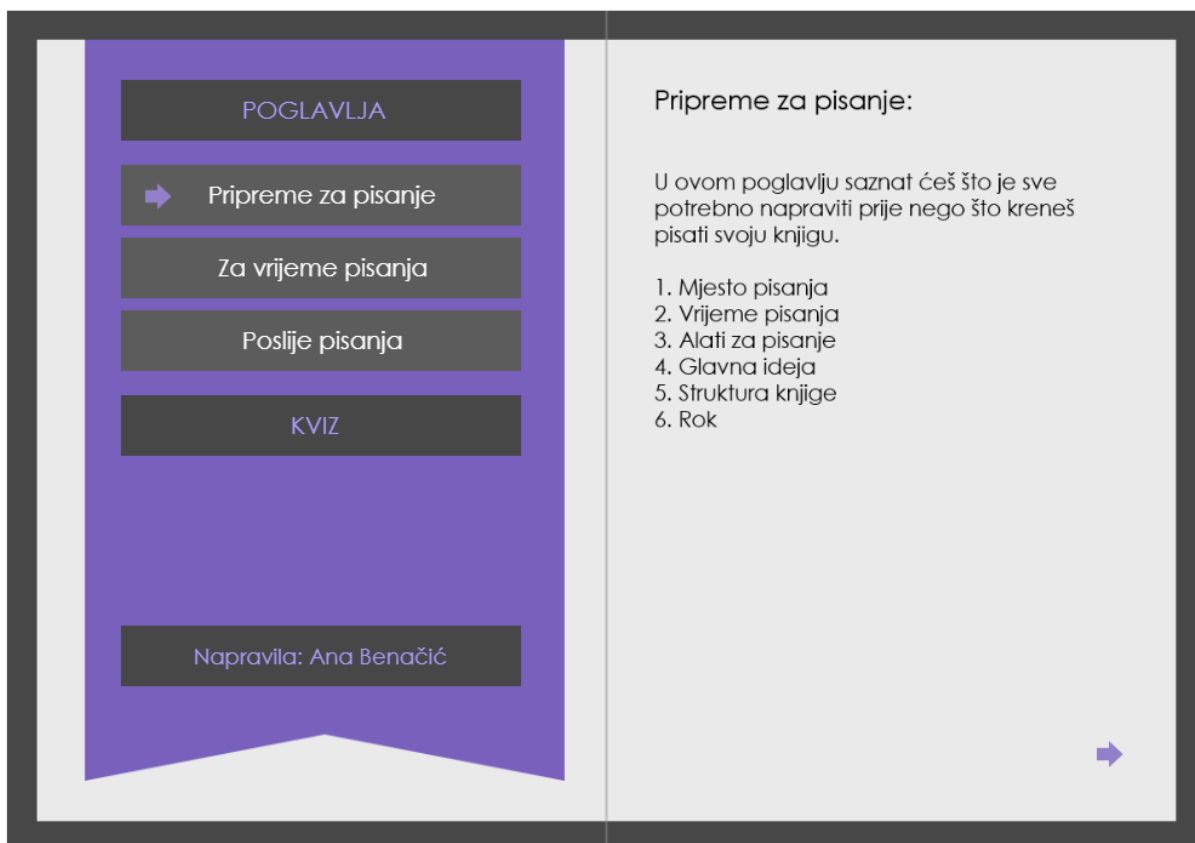 POGLAVLJA
Pripreme za pisanje
Za vrijeme pisanja
Poslije pisanja
KVIZ
Napravila: Ana Benačić
Pripreme za pisanje:
U ovom poglavlju saznat ćeš što je sve
potrebno napraviti prije nego što kreneš
pisati svoju knjigu.
1. Mjesto pisanja
2. Vrijeme pisanja
3. Alati za pisanje
4. Glavna ideja
5. Struktura knjige
6. Rok